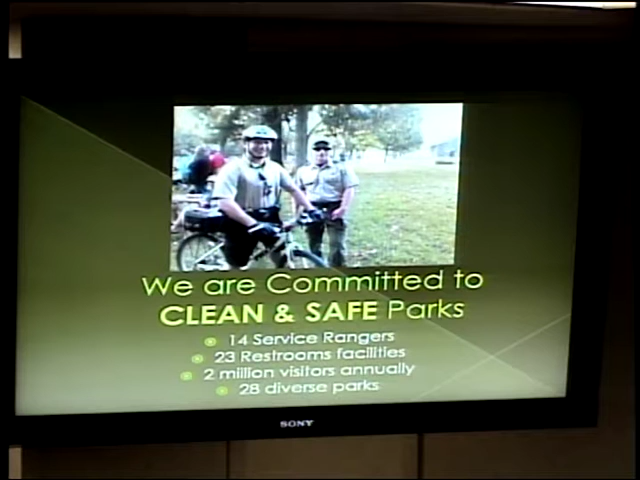 We are Committed to
CLEAN & SAFE Parks
14 Service Rangers
23 Restrooms facilities
2 million visitors annually
28 diverse parks
SONY